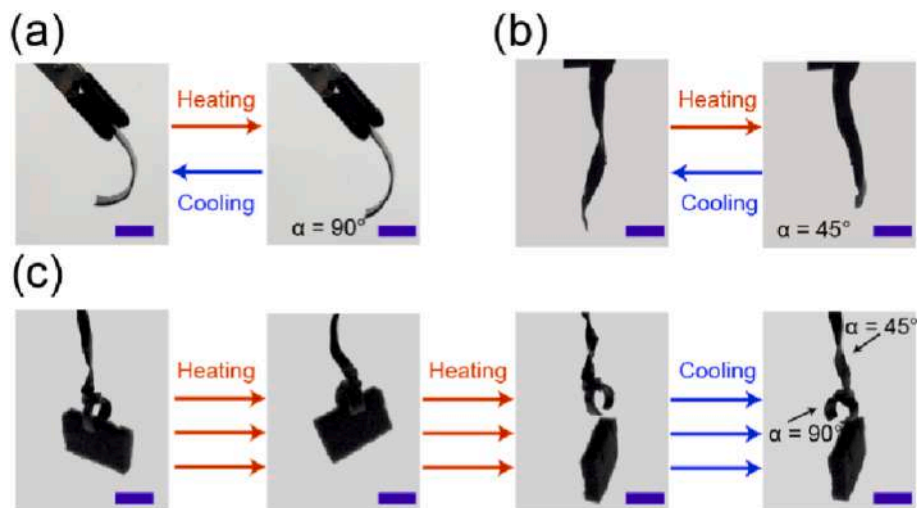 (a)
(b)
Heating
Cooling
α = 90°
Heating
Cooling
α = 45°
(c)
Heating
Heating
Cooling
α = 45°
α = 90°